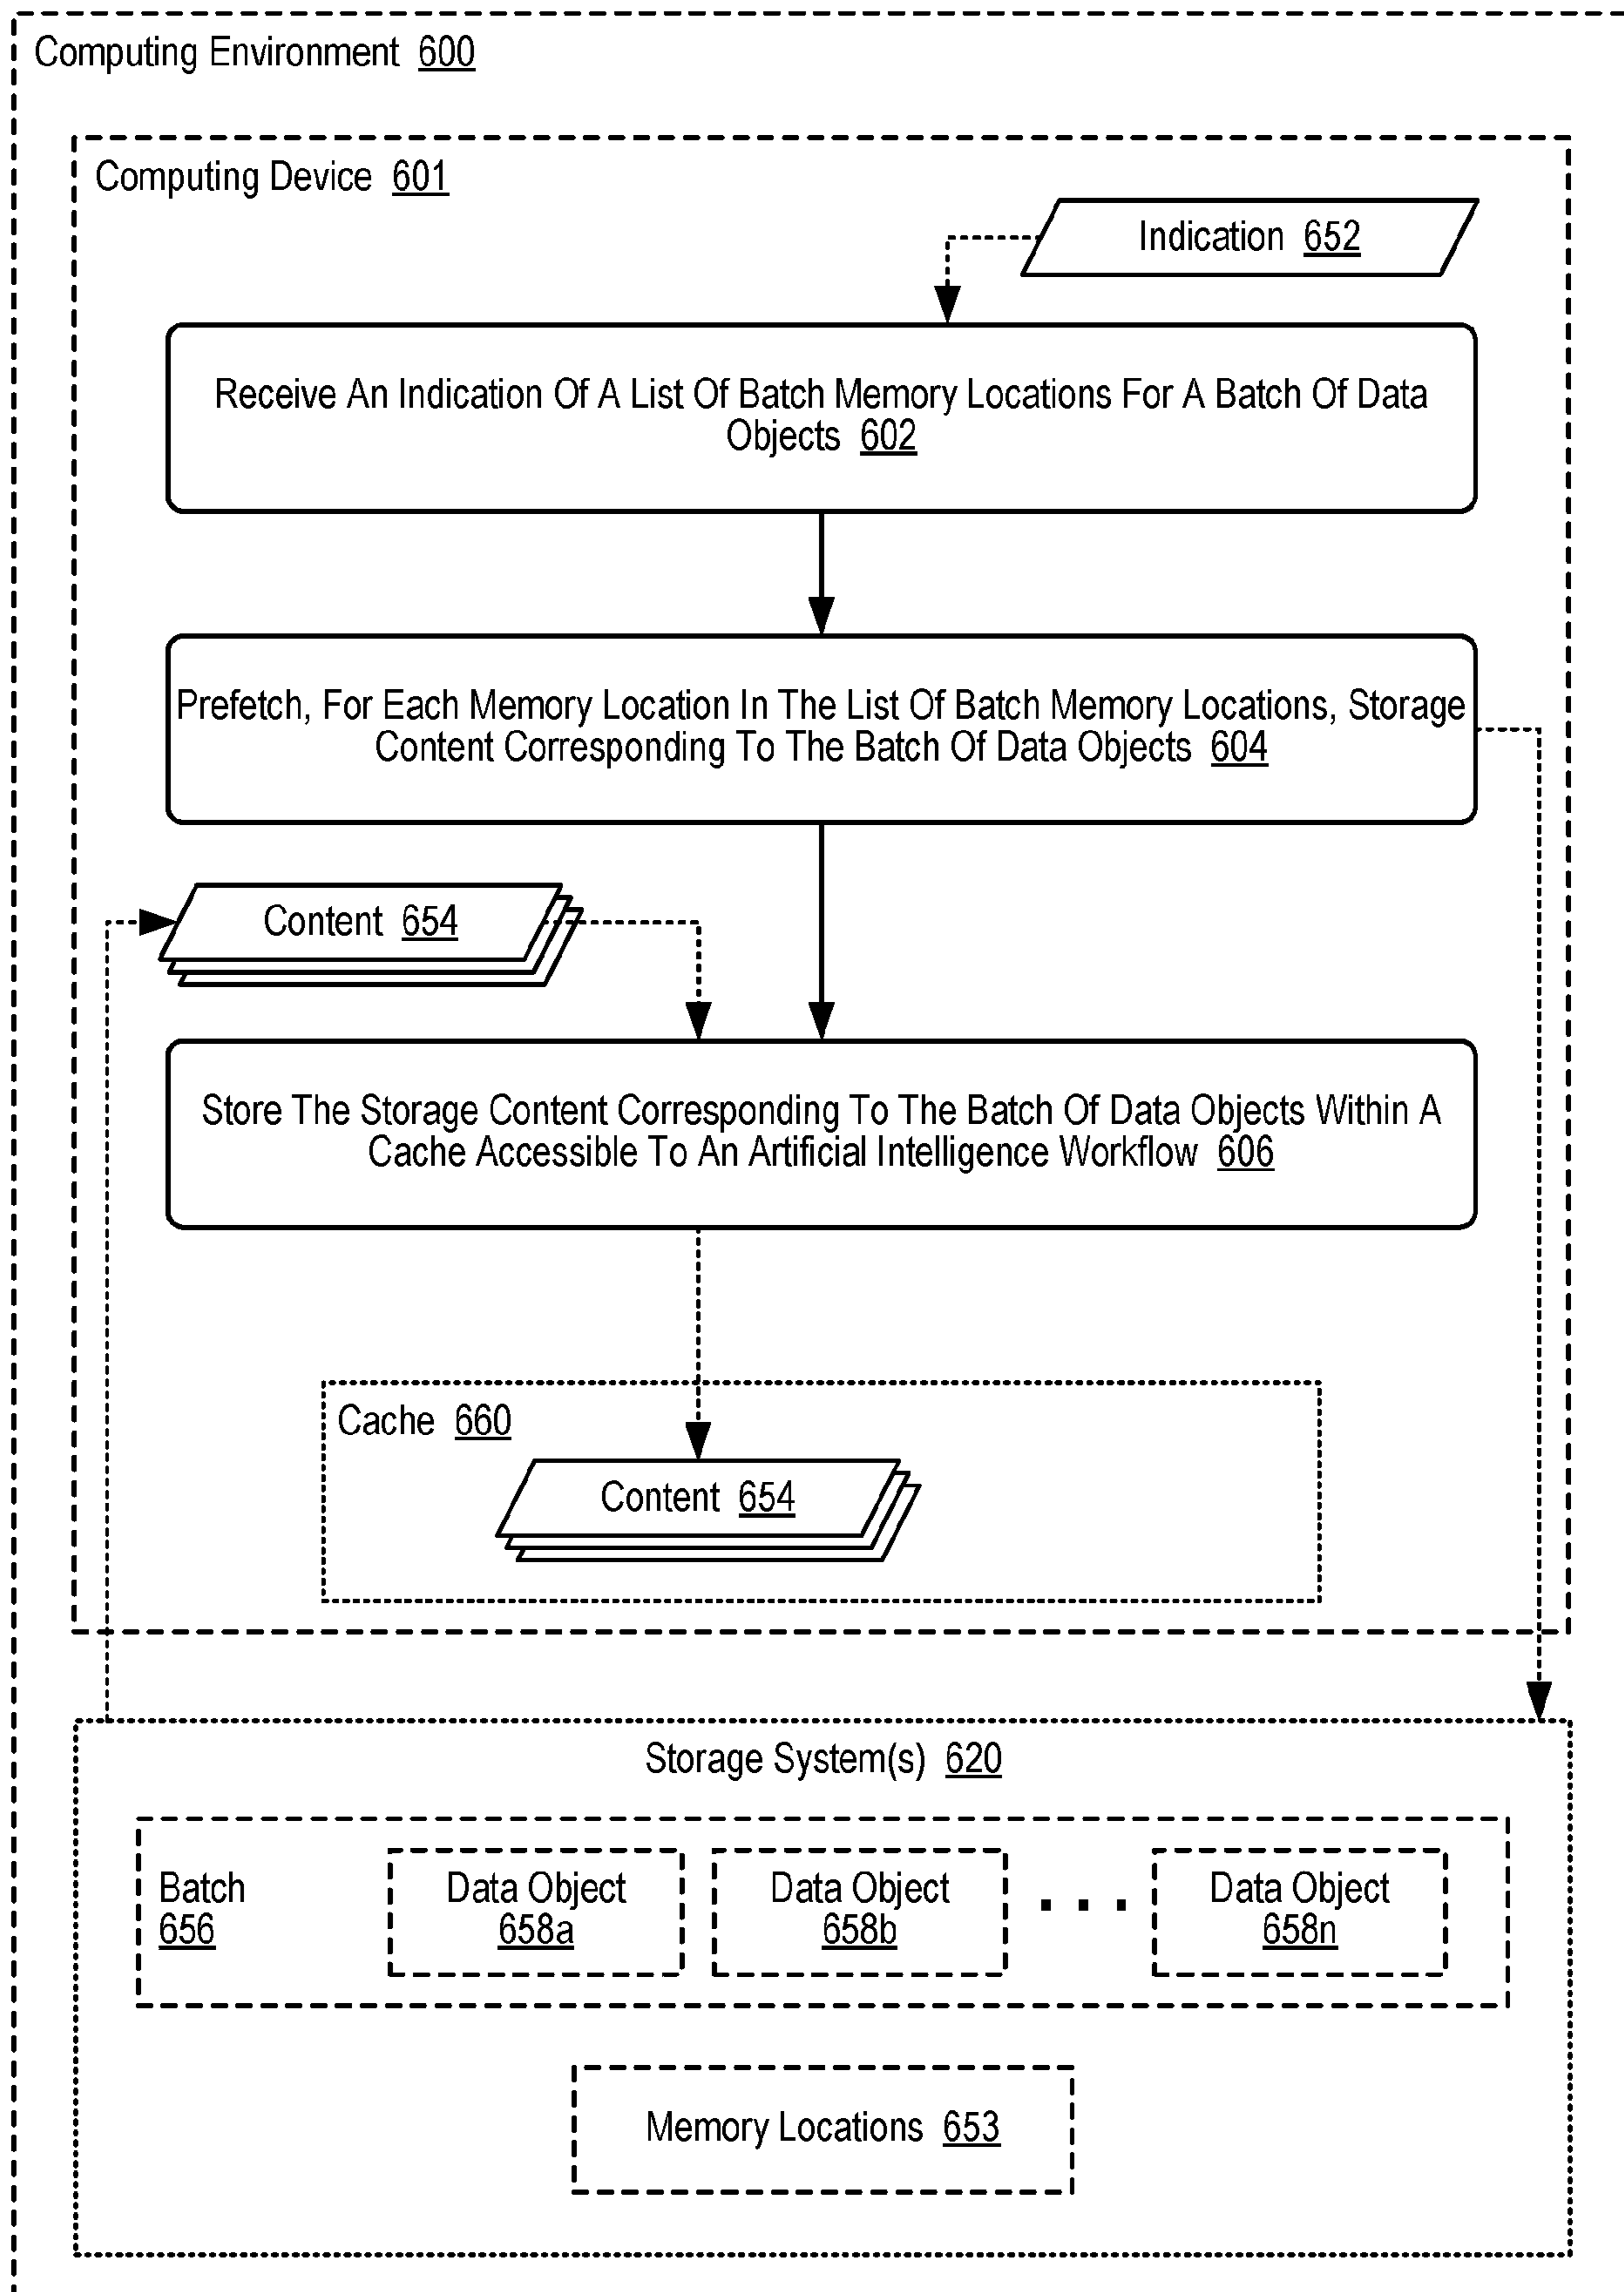 Computing Environment 600
Computing Device 601
Indication 652
Receive An Indication Of A List Of Batch Memory Locations For A Batch Of Data
Objects 602
Prefetch, For Each Memory Location In The List Of Batch Memory Locations, Storage
Content Corresponding To The Batch Of Data Objects 604
Content 654
Store The Storage Content Corresponding To The Batch Of Data Objects Within A
Cache Accessible To An Artificial Intelligence Workflow 606
Cache 660
Content 654
Storage System(s) 620
Batch
656
Data Object
658a
Data Object
658b
. . .
Data Object
658n
Memory Locations 653